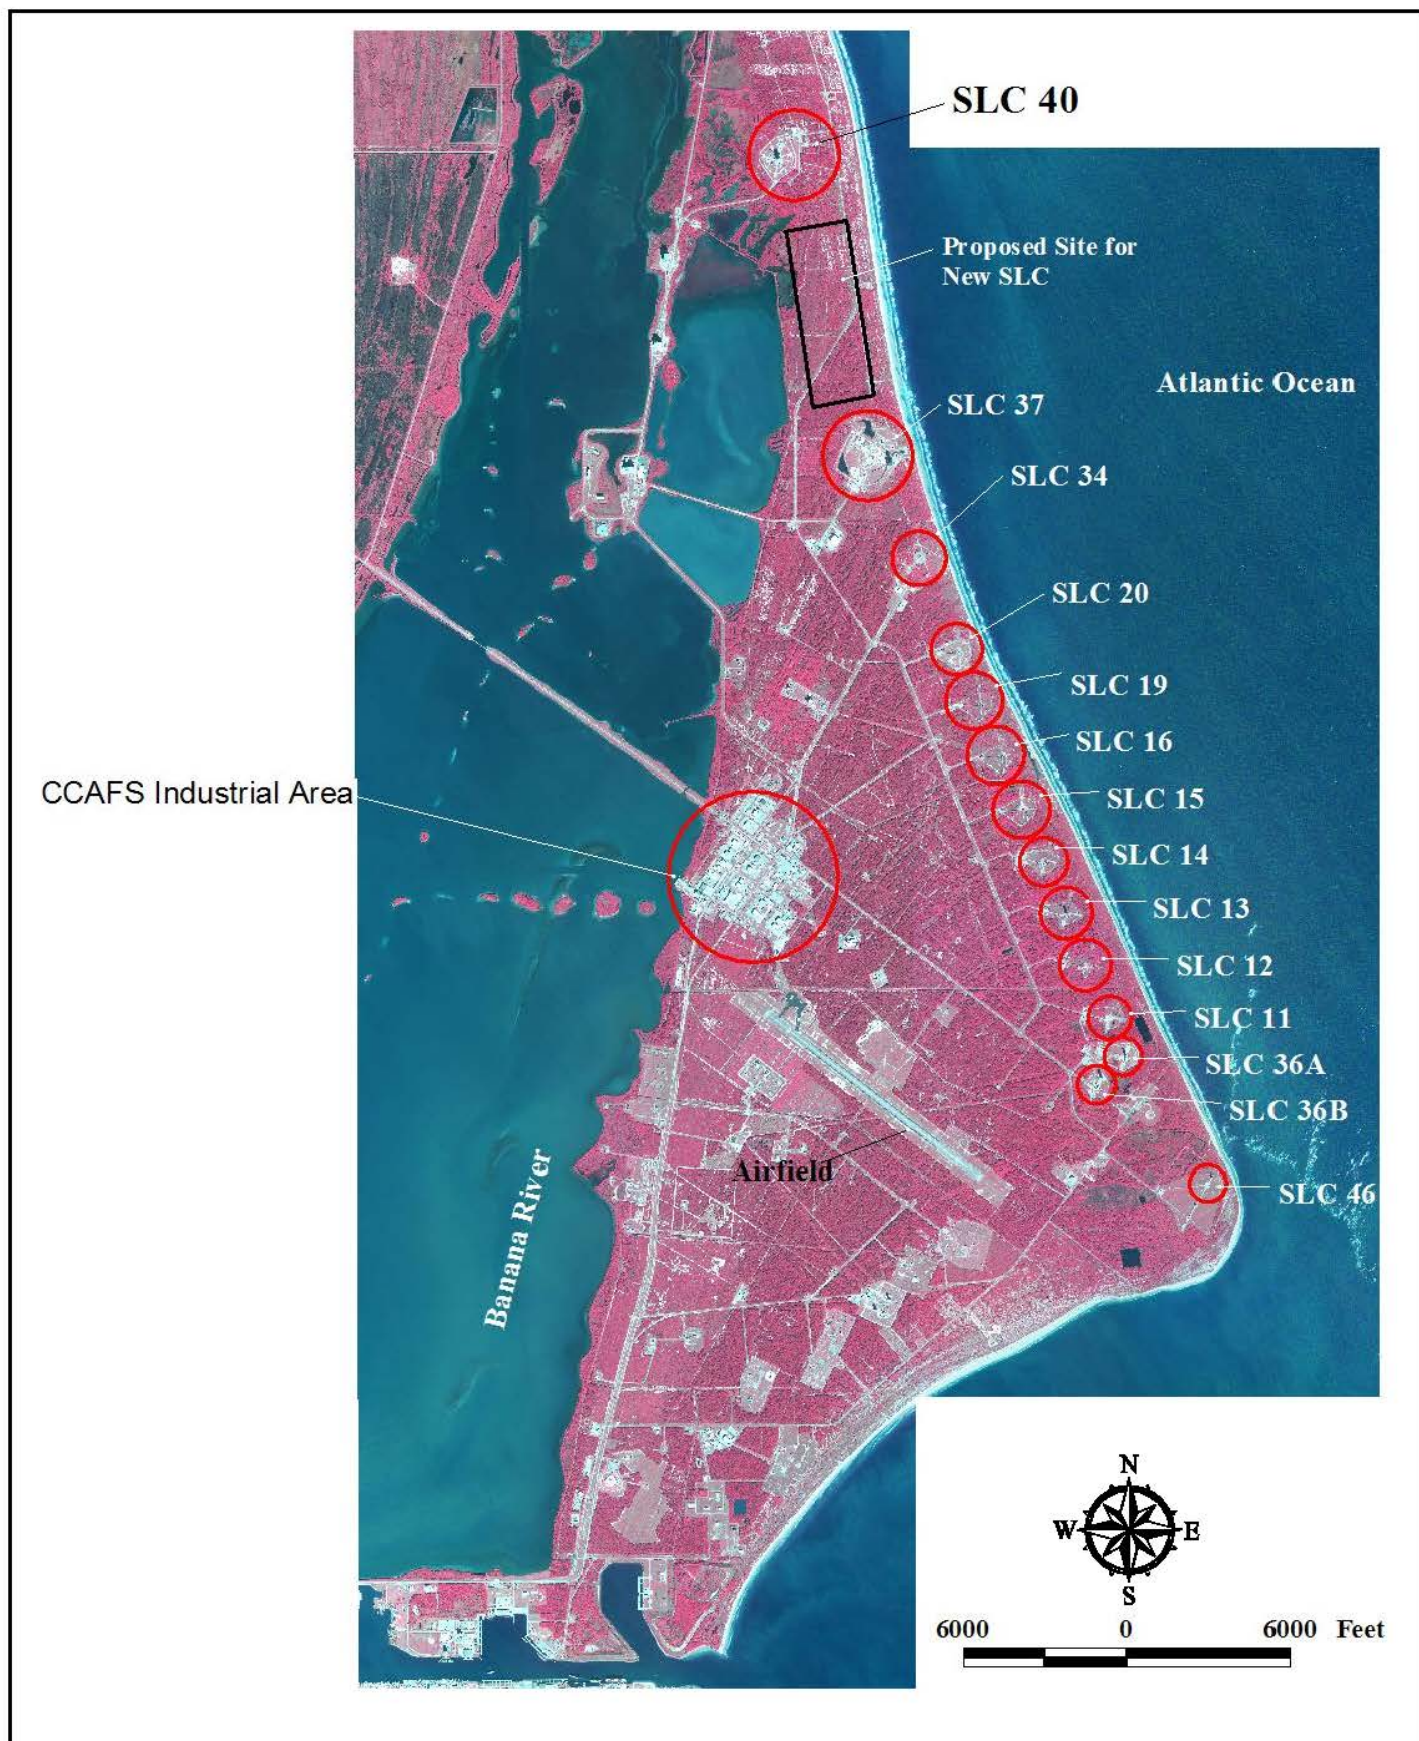 SLC 40
Proposed Site for
New SLC
Atlantic Ocean
SLC 37
SLC 34
SLC 20
SLC 19
SLC 16
CCAFS Industrial Area
SLC 15
SLC 14
SLC 13
SLC 12
SLC 11
SLC 36A
SLC 36B
Airfield
SLC 46
Banana River
N
W E
S
6000 0 6000 Feet